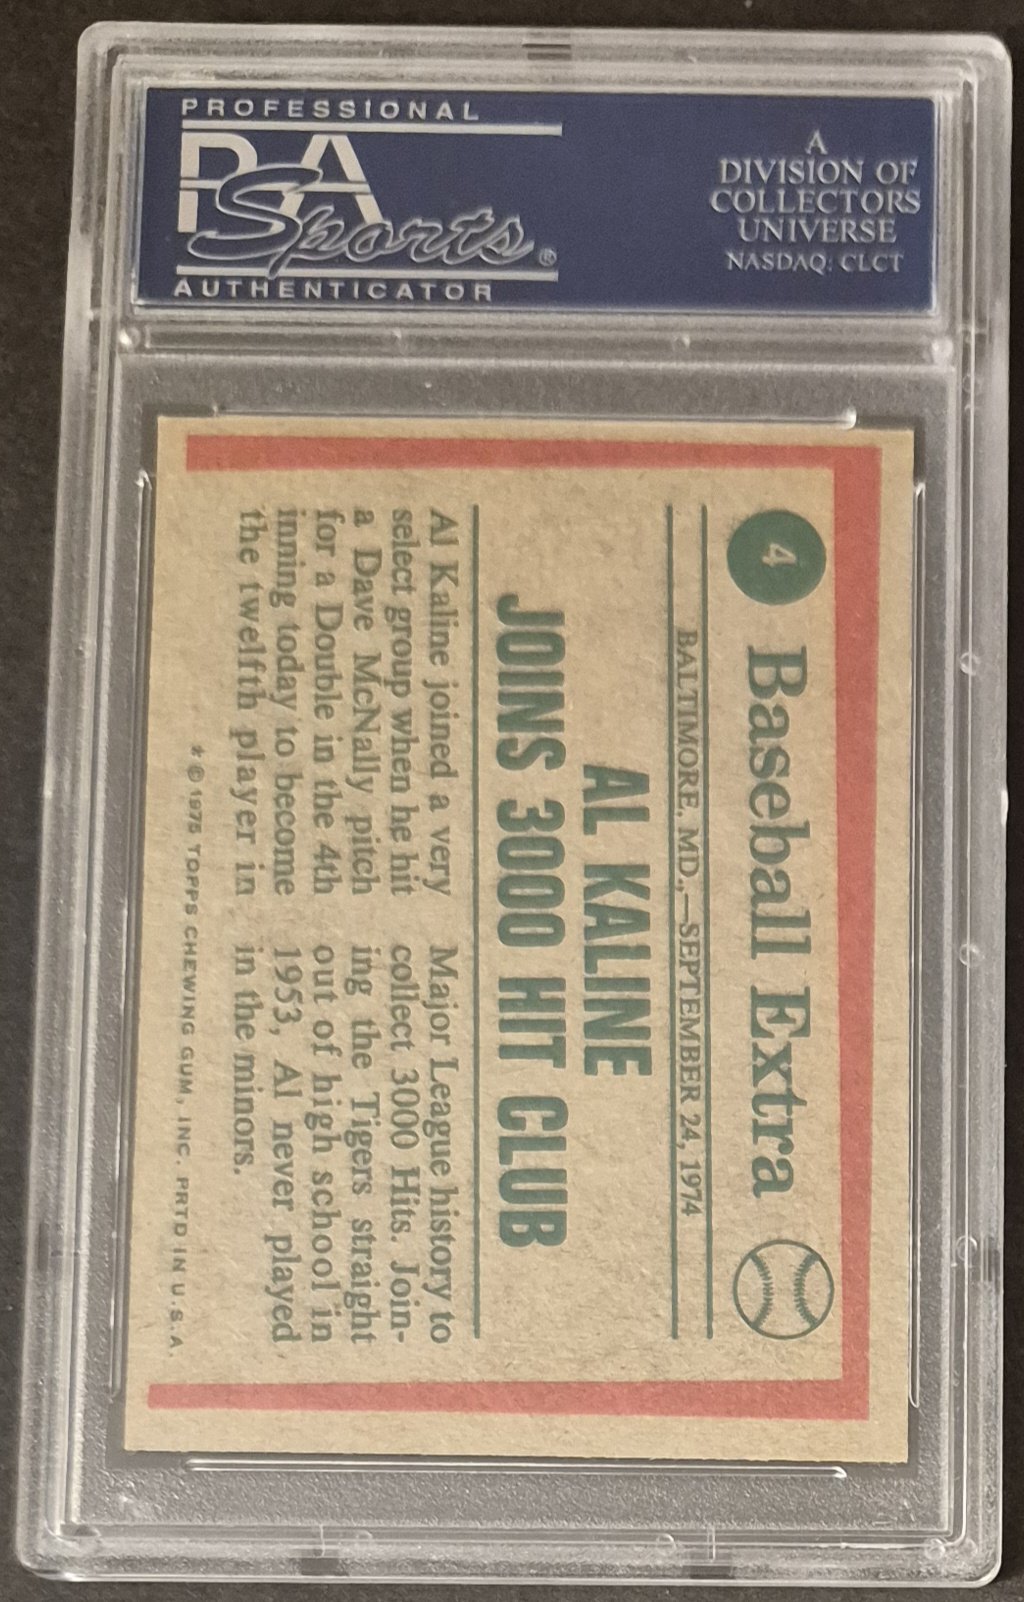 PROFESSIONAL
PSA
Sports®
AUTHENTICATOR
A
DIVISION OF
COLLECTORS
UNIVERSE
NASDAQ: CLCT
4
Baseball Extra
BALTIMORE, MD.,—SEPTEMBER 24, 1974
AL KALINE
JOINS 3000 HIT CLUB
Al Kaline joined a very
select group when he hit
a Dave McNally pitch
for a Double in the 4th
inning today to become
the twelfth player in
Major League history to
collect 3000 Hits. Join-
ing the Tigers straight
out of high school in
1953, Al never played
in the minors.
*©1975 TOPPS CHEWING GUM, INC. PRTD IN U.S.A.